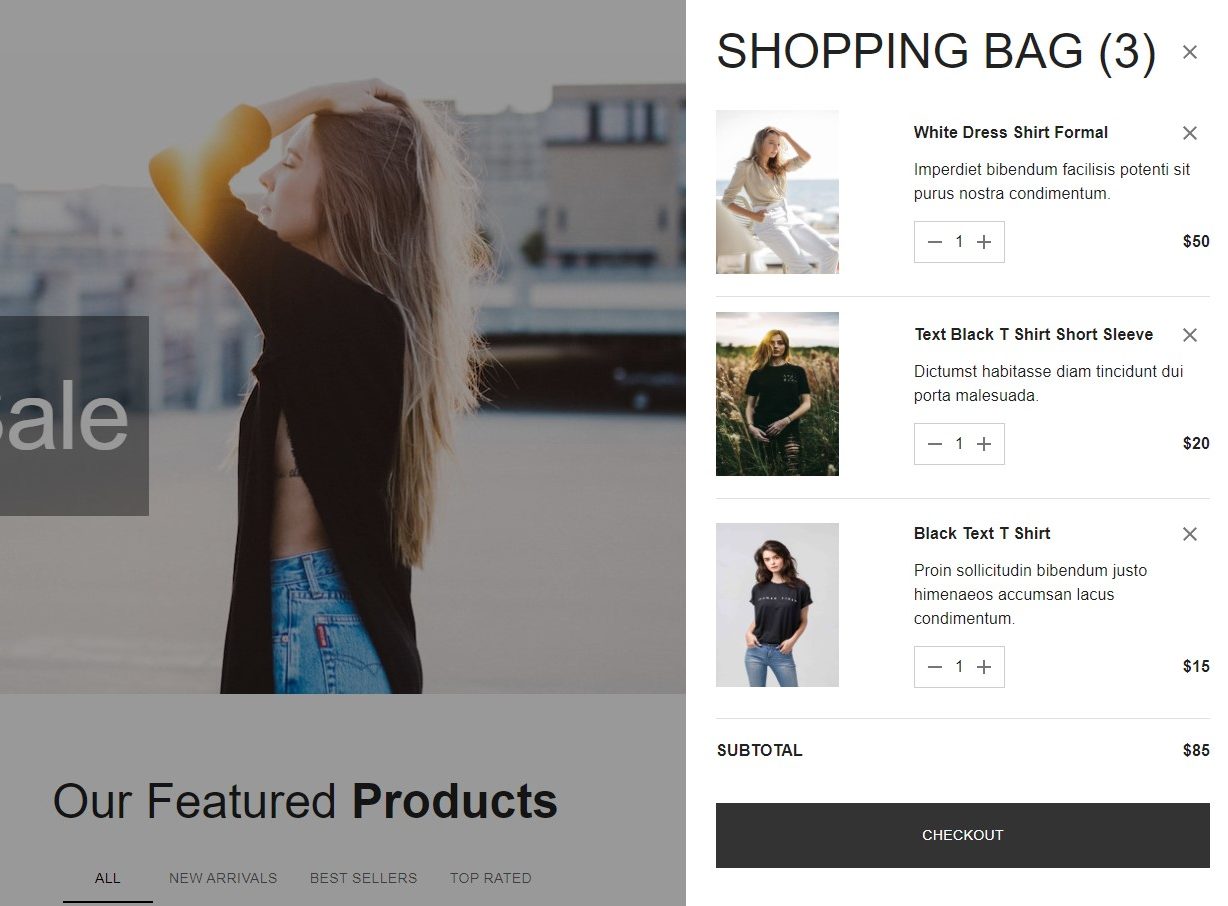 SHOPPING BAG (3)
White Dress Shirt Formal
Imperdiet bibendum facilisis potenti sit
purus nostra condimentum.
1
$50
Text Black T Shirt Short Sleeve
Dictumst habitasse diam tincidunt dui
porta malesuada.
1
$20
Black Text T Shirt
Proin sollicitudin bibendum justo
himenaeos accumsan lacus
condimentum.
1
$15
SUBTOTAL
$85
CHECKOUT
ale
Our Featured Products
ALL
NEW ARRIVALS
BEST SELLERS
TOP RATED